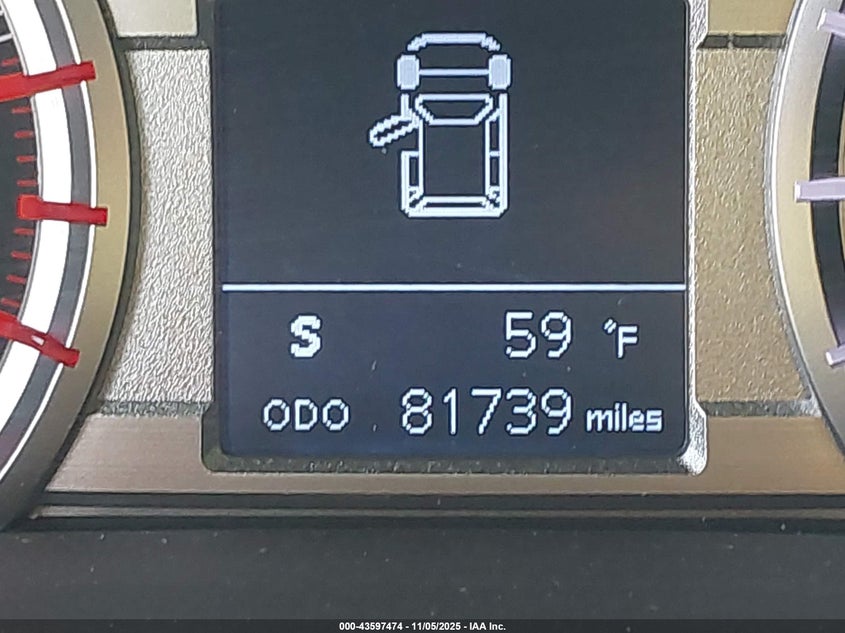 S 59 °F
ODO 81739 miles
000-43597474 - 11/05/2025 - IAA Inc.